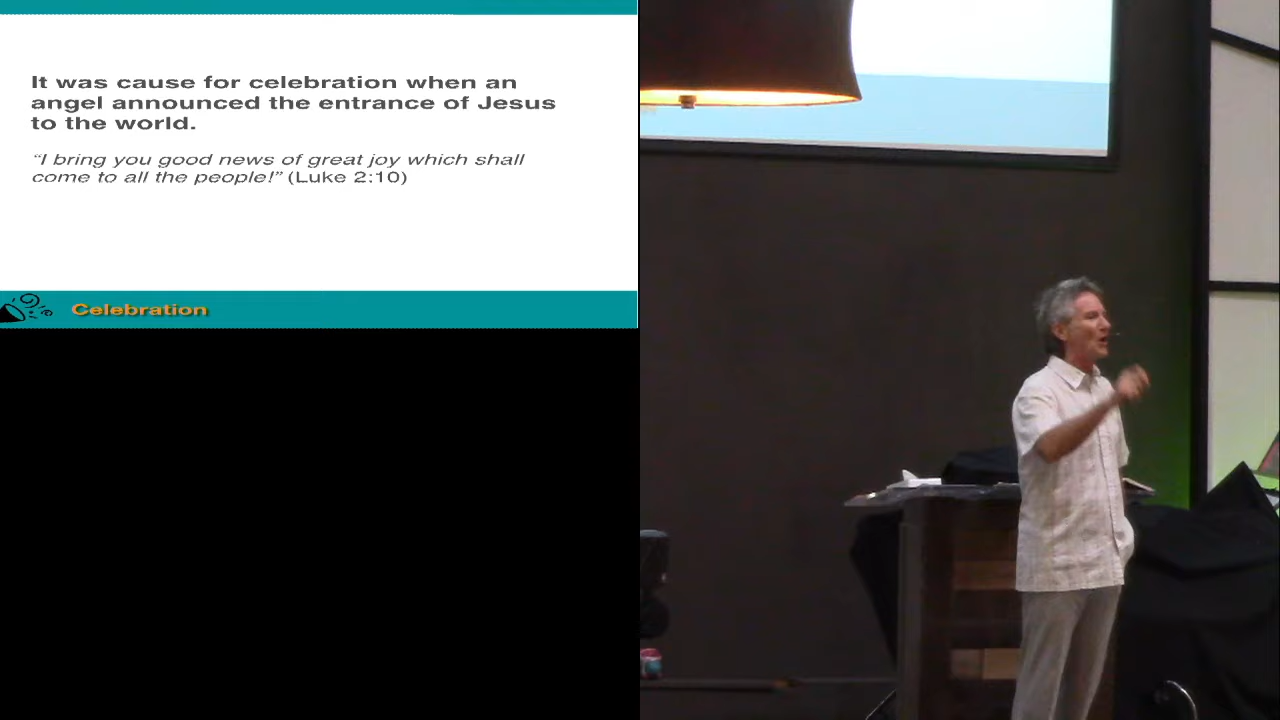 It was cause for celebration when an
angel announced the entrance of Jesus
to the world.
“I bring you good news of great joy which shall
come to all the people!” (Luke 2:10)
Celebration